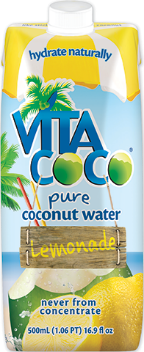 hydrate naturally
VITA
COCO®
pure
coconut water
Lemonade
never from
concentrate
500mL (1.06 PT) 16.9 fl oz